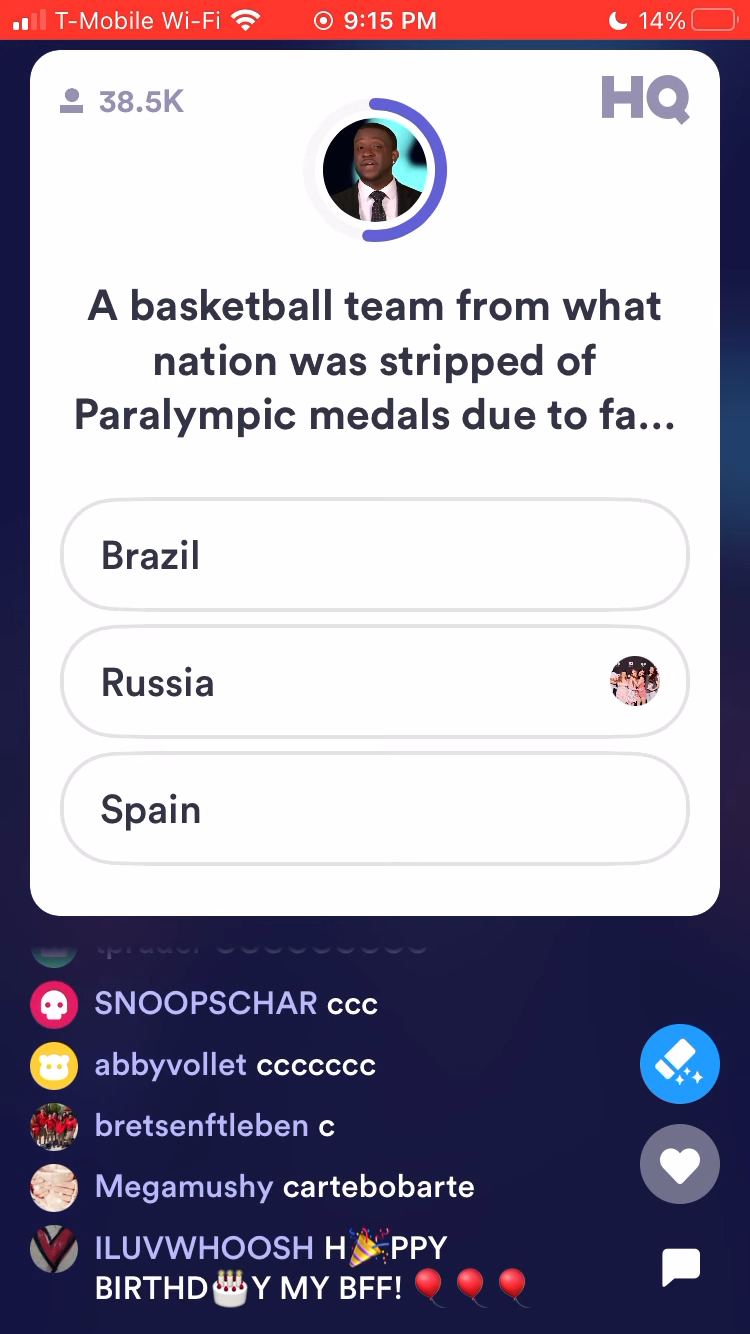 T-Mobile Wi-Fi 9:15 PM 14%
38.5K HQ
A basketball team from what
nation was stripped of
Paralympic medals due to fa...
Brazil
Russia
Spain
SNOOPSCHAR ccc
abbyvollet ccccccc
bretsenftleben c
Megamushy cartebobarte
ILUVWHOOSH H🎉PPY
BIRTHD🎂Y MY BFF! 🎈🎈🎈